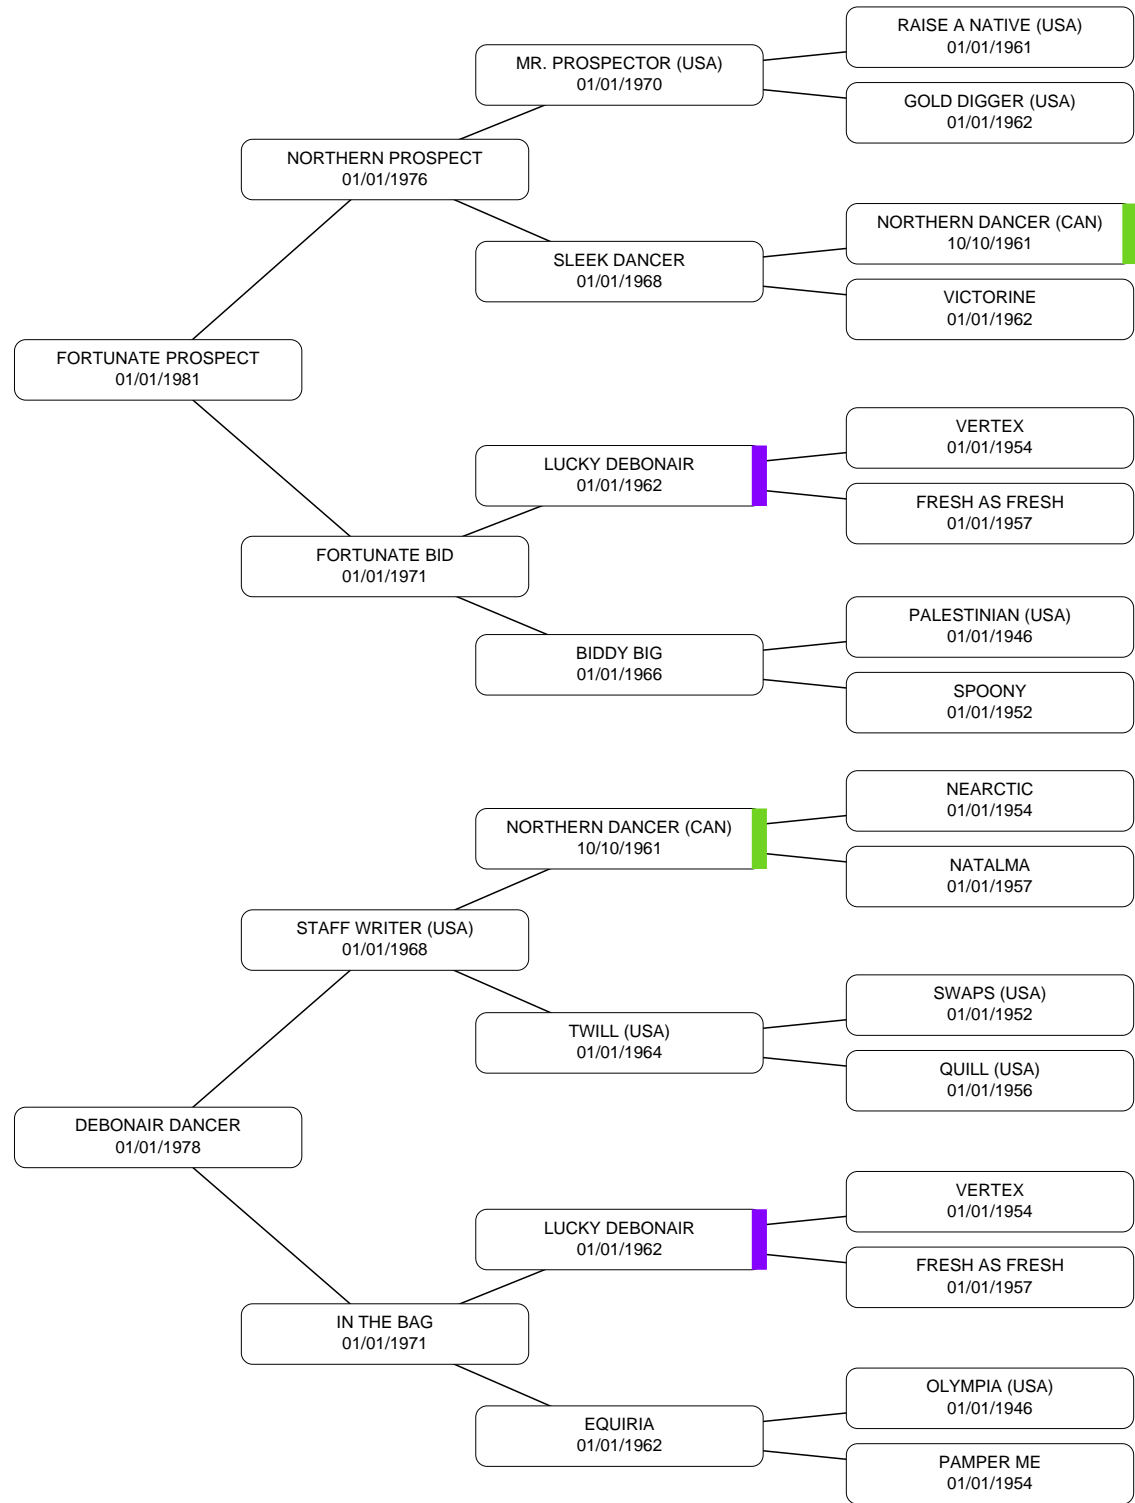 RAISE A NATIVE (USA)
01/01/1961
MR. PROSPECTOR (USA)
01/01/1970
GOLD DIGGER (USA)
01/01/1962
NORTHERN PROSPECT
01/01/1976
NORTHERN DANCER (CAN)
10/10/1961
SLEEK DANCER
01/01/1968
VICTORINE
01/01/1962
FORTUNATE PROSPECT
01/01/1981
VERTEX
01/01/1954
LUCKY DEBONAIR
01/01/1962
FRESH AS FRESH
01/01/1957
FORTUNATE BID
01/01/1971
PALESTINIAN (USA)
01/01/1946
BIDDY BIG
01/01/1966
SPOONY
01/01/1952
NEARCTIC
01/01/1954
NORTHERN DANCER (CAN)
10/10/1961
NATALMA
01/01/1957
STAFF WRITER (USA)
01/01/1968
SWAPS (USA)
01/01/1952
TWILL (USA)
01/01/1964
QUILL (USA)
01/01/1956
DEBONAIR DANCER
01/01/1978
VERTEX
01/01/1954
LUCKY DEBONAIR
01/01/1962
FRESH AS FRESH
01/01/1957
IN THE BAG
01/01/1971
OLYMPIA (USA)
01/01/1946
EQUIRIA
01/01/1962
PAMPER ME
01/01/1954